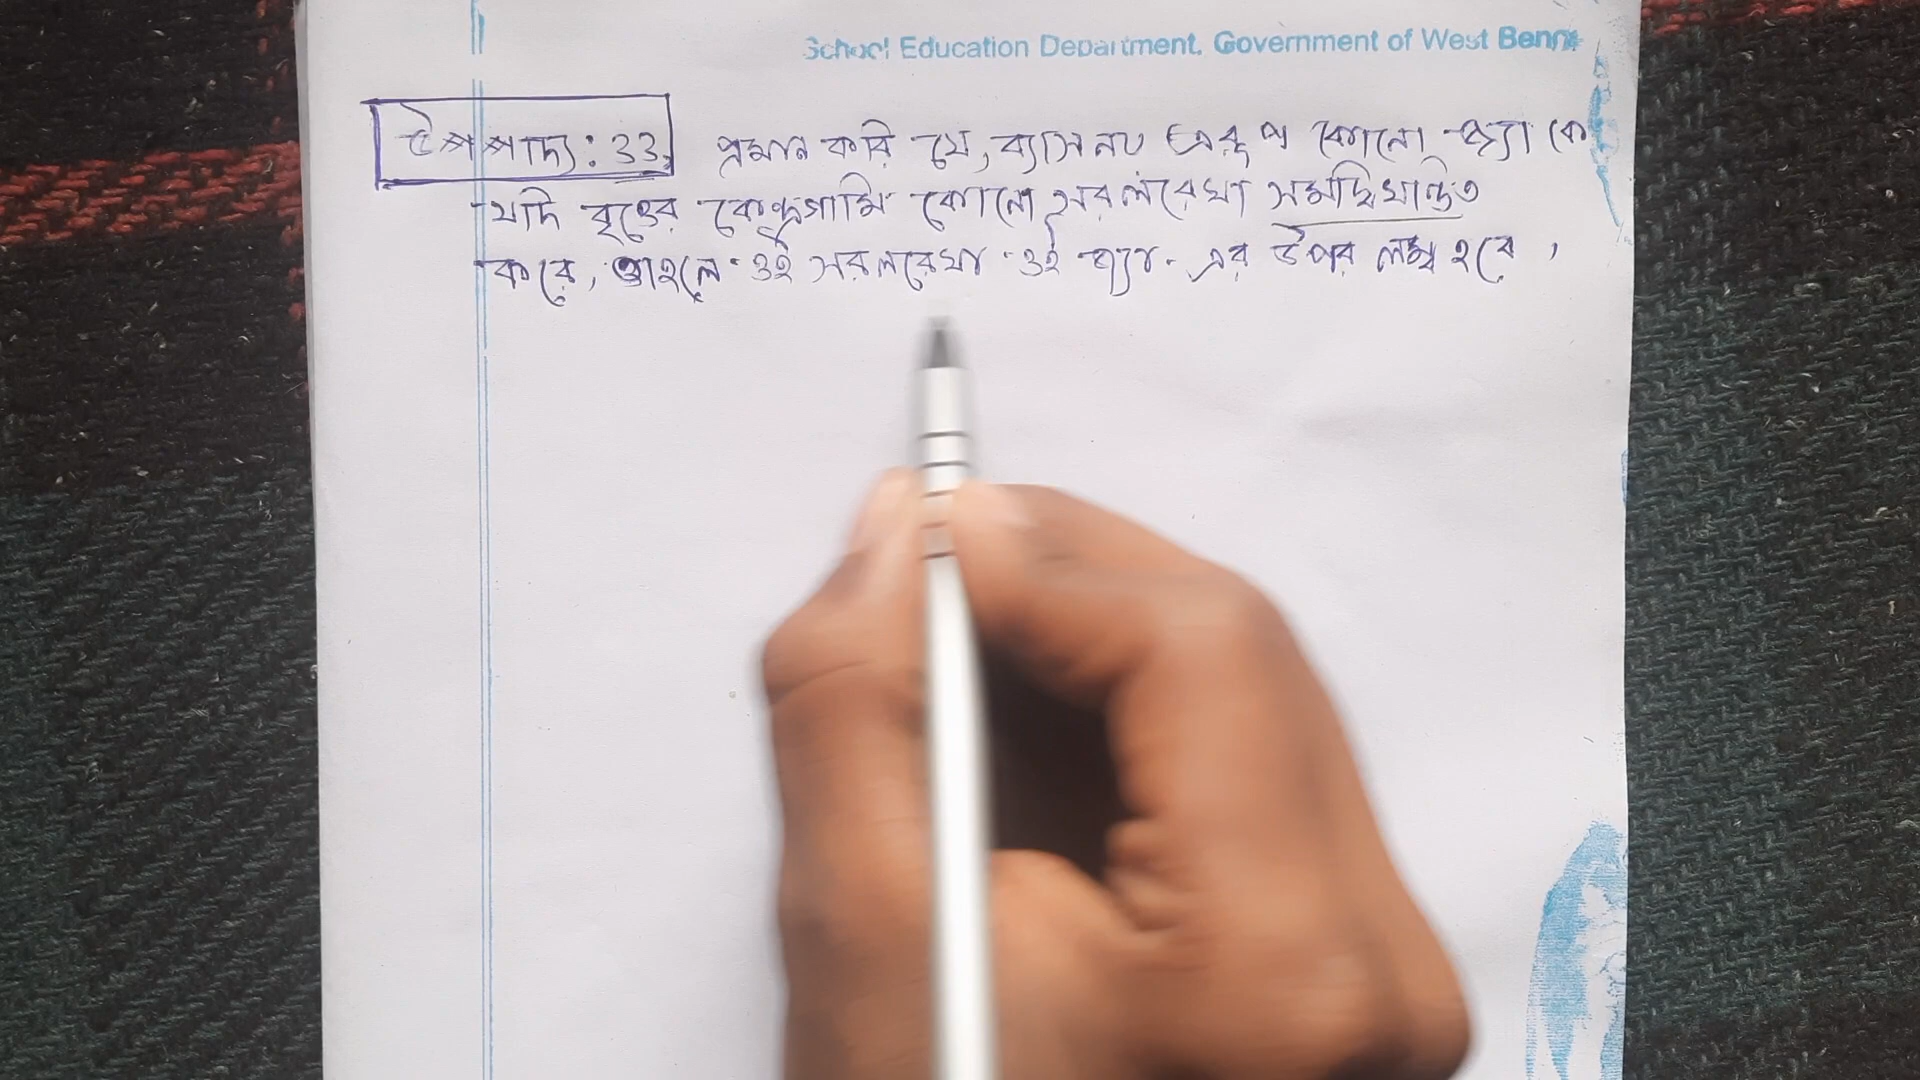 School Education Department, Government of West Beng
উপপাদ্য: 33. প্রমান করি যে, ব্যাস নয় এরূপ কোনো জ্যা কে
যদি বৃত্তের কেন্দ্রগামি কোনো সরলরেখা সমদ্বিখন্ডিত
করে, তাহলে ওই সরলরেখা ওই জ্যা এর উপর লম্ব হবে,